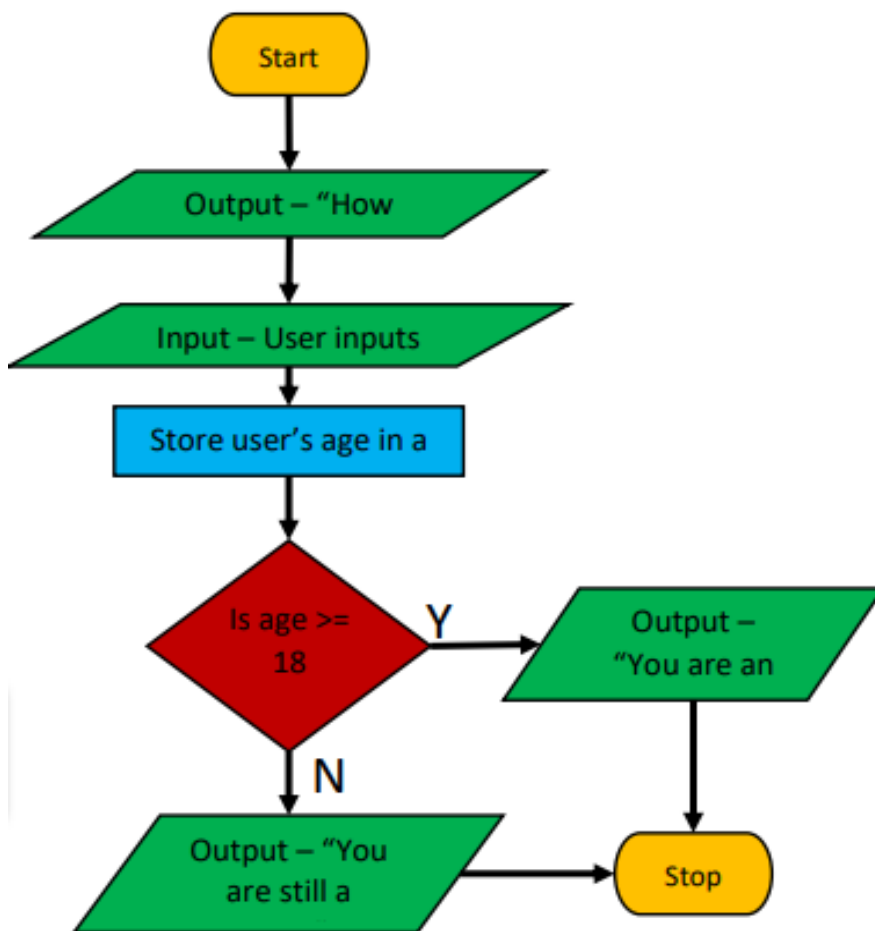 Start
Output – “How
Input – User inputs
Store user’s age in a
Is age >=
18
Y
Output –
“You are an
N
Output – “You
are still a
Stop